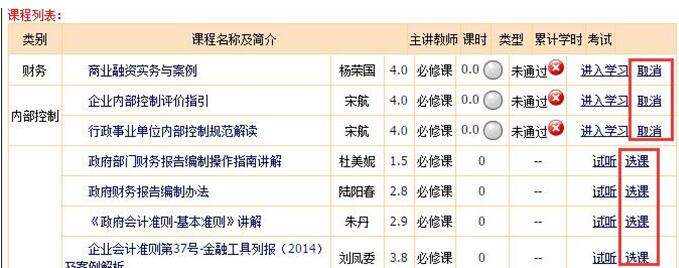 课程列表：
类别 课程名称及简介 主讲教师 课时 类型 累计学时 考试
财务 商业融资实务与案例 杨荣国 4.0 必修课 0.0 未通过 进入学习 取消
企业内部控制评价指引 宋航 4.0 必修课 0.0 未通过 进入学习 取消
内部控制
行政事业单位内部控制规范解读 宋航 4.0 必修课 0.0 未通过 进入学习 取消
政府部门财务报告编制操作指南讲解 杜美妮 1.5 必修课 0 -- 试听 选课
政府财务报告编制办法 陆阳春 2.8 必修课 0 -- 试听 选课
《政府会计准则-基本准则》讲解 朱丹 2.9 必修课 0 -- 试听 选课
企业会计准则第37号-金融工具列报（2014）
及案例解析 刘凤委 3.8 必修课 0 -- 试听 选课